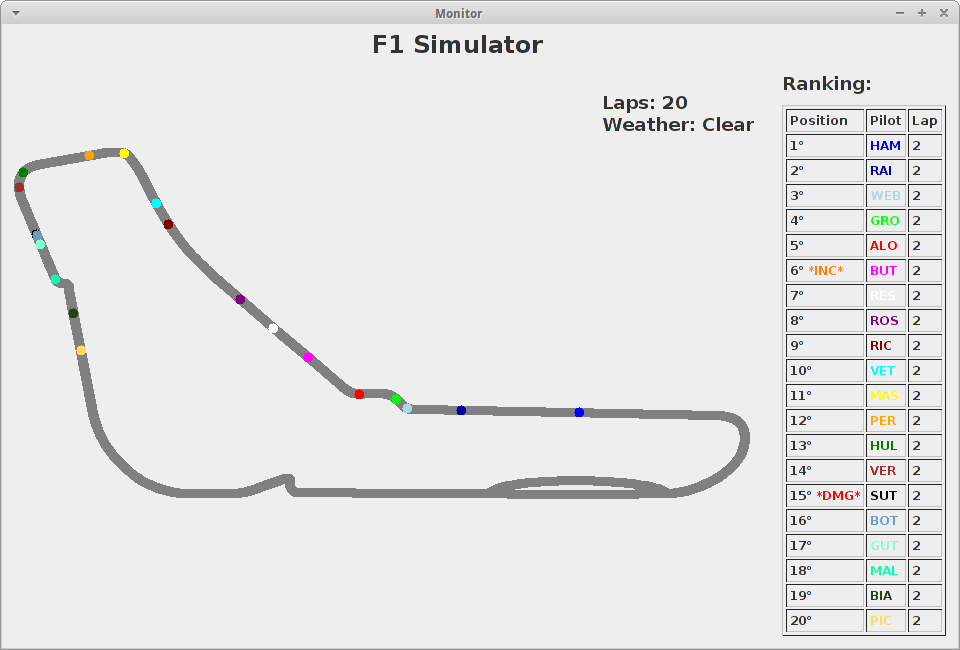 Monitor
F1 Simulator
Laps: 20
Weather: Clear
Ranking:
Position Pilot Lap
1° HAM 2
2° RAI 2
3° WEB 2
4° GRO 2
5° ALO 2
6° *INC* BUT 2
7° RES 2
8° ROS 2
9° RIC 2
10° VET 2
11° MAS 2
12° PER 2
13° HUL 2
14° VER 2
15° *DMG* SUT 2
16° BOT 2
17° GUT 2
18° MAL 2
19° BIA 2
20° PIC 2